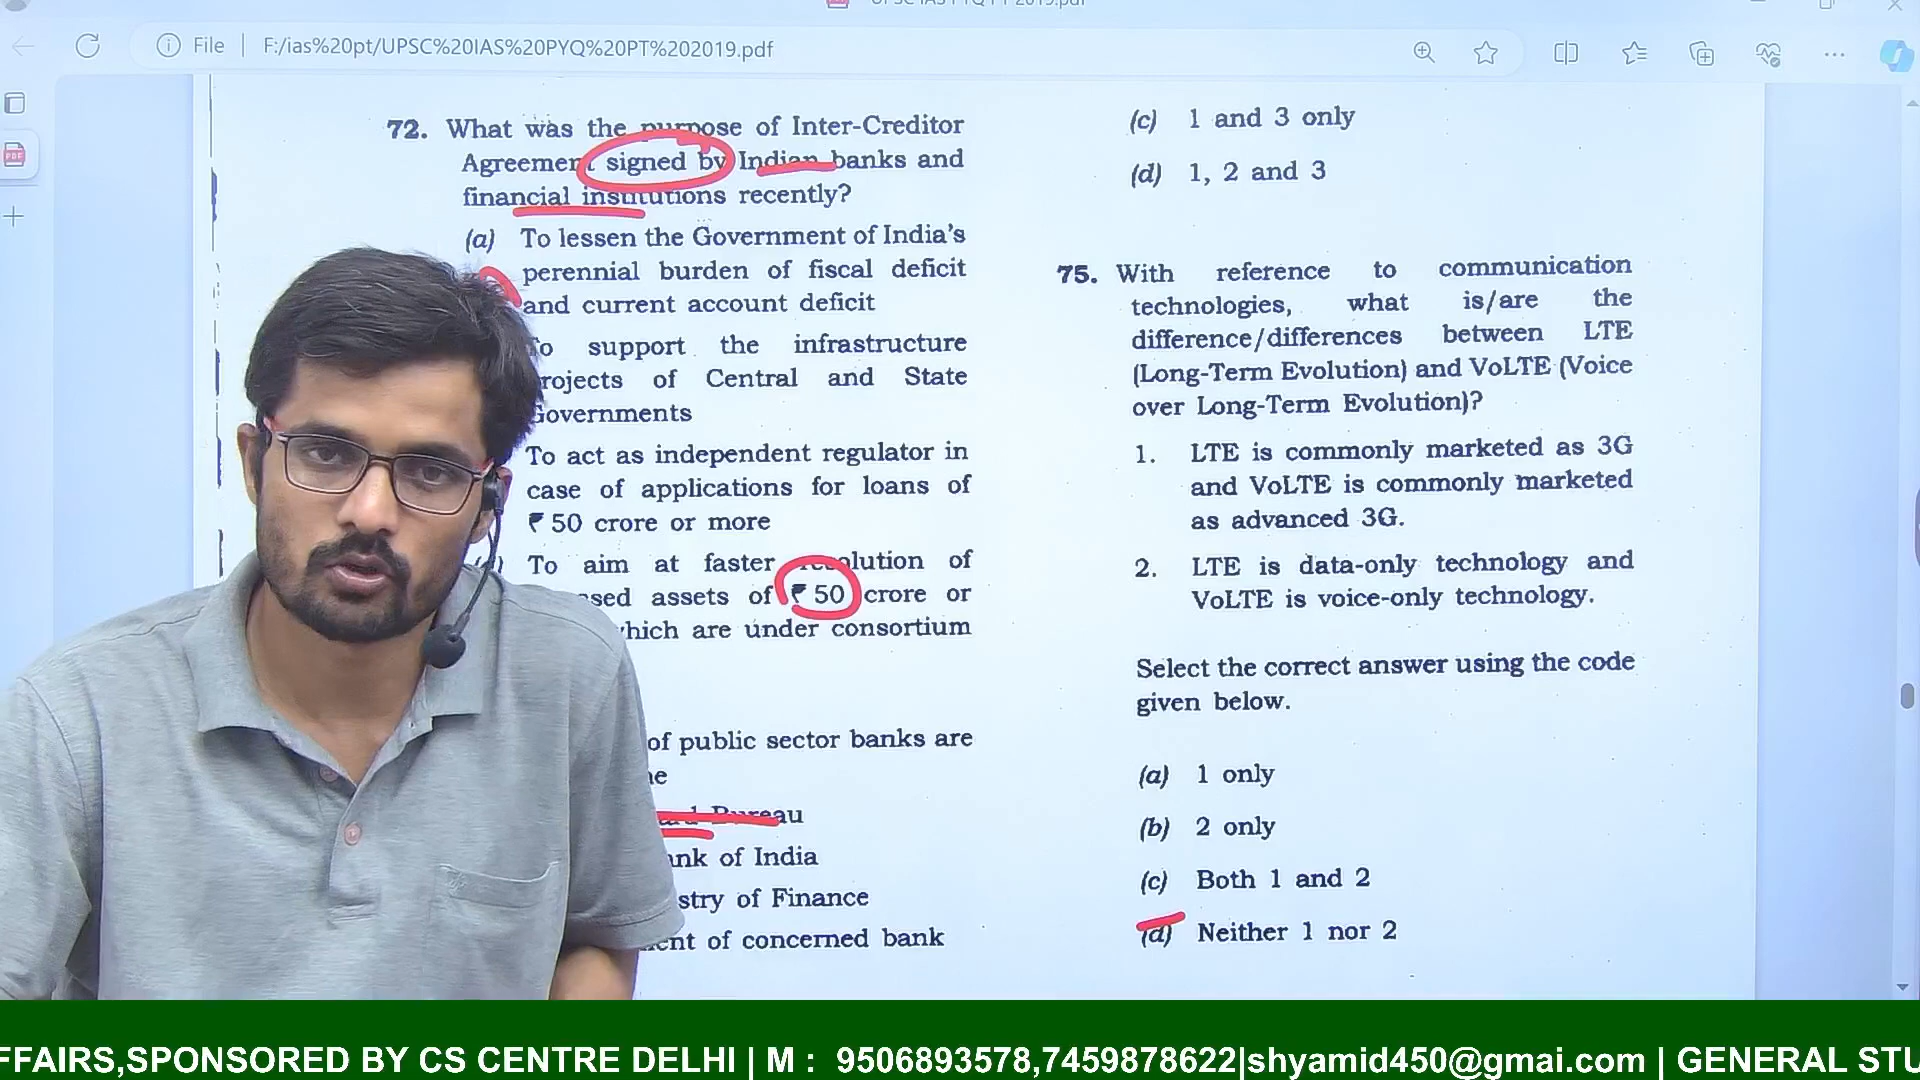 File
F:/ias%20pt/UPSC%20IAS%20PYQ%20PT%202019.pdf
PDF
72. What was the purpose of Inter-Creditor
Agreement signed by Indian banks and
financial institutions recently?
(a) To lessen the Government of India's
perennial burden of fiscal deficit
and current account deficit
To support the infrastructure
rojects of Central and State
Governments
To act as independent regulator in
case of applications for loans of
₹ 50 crore or more
To aim at faster resolution of
assets of ₹ 50 crore or
which are under consortium
of public sector banks are
Bureau
of India
of Finance
of concerned bank
(c) 1 and 3 only
(d) 1, 2 and 3
75. With reference to communication
technologies, what is/are the
difference/differences between LTE
(Long-Term Evolution) and VoLTE (Voice
over Long-Term Evolution)?
1. LTE is commonly marketed as 3G
and VoLTE is commonly marketed
as advanced 3G.
2. LTE is data-only technology and
VoLTE is voice-only technology.
Select the correct answer using the code
given below.
(a) 1 only
(b) 2 only
(c) Both 1 and 2
(d) Neither 1 nor 2
FFAIRS,SPONSORED BY CS CENTRE DELHI | M : 9506893578,7459878622|shyamid450@gmai.com | GENERAL STU